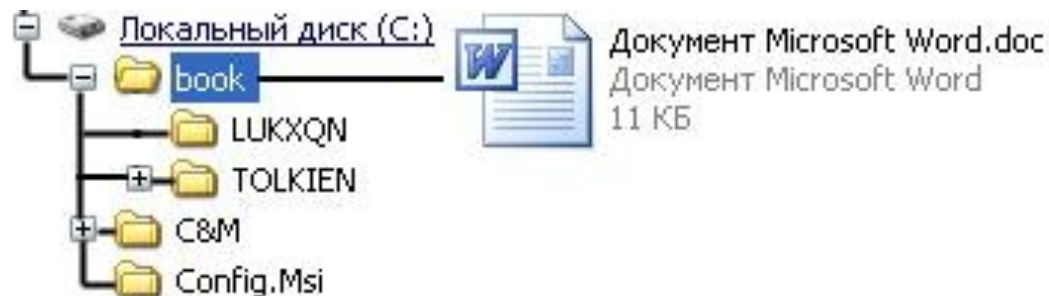 Локальный диск (C:)
book
Документ Microsoft Word.doc
Документ Microsoft Word
11 КБ
LUKXQN
TOLKIEN
C&M
Config.Msi